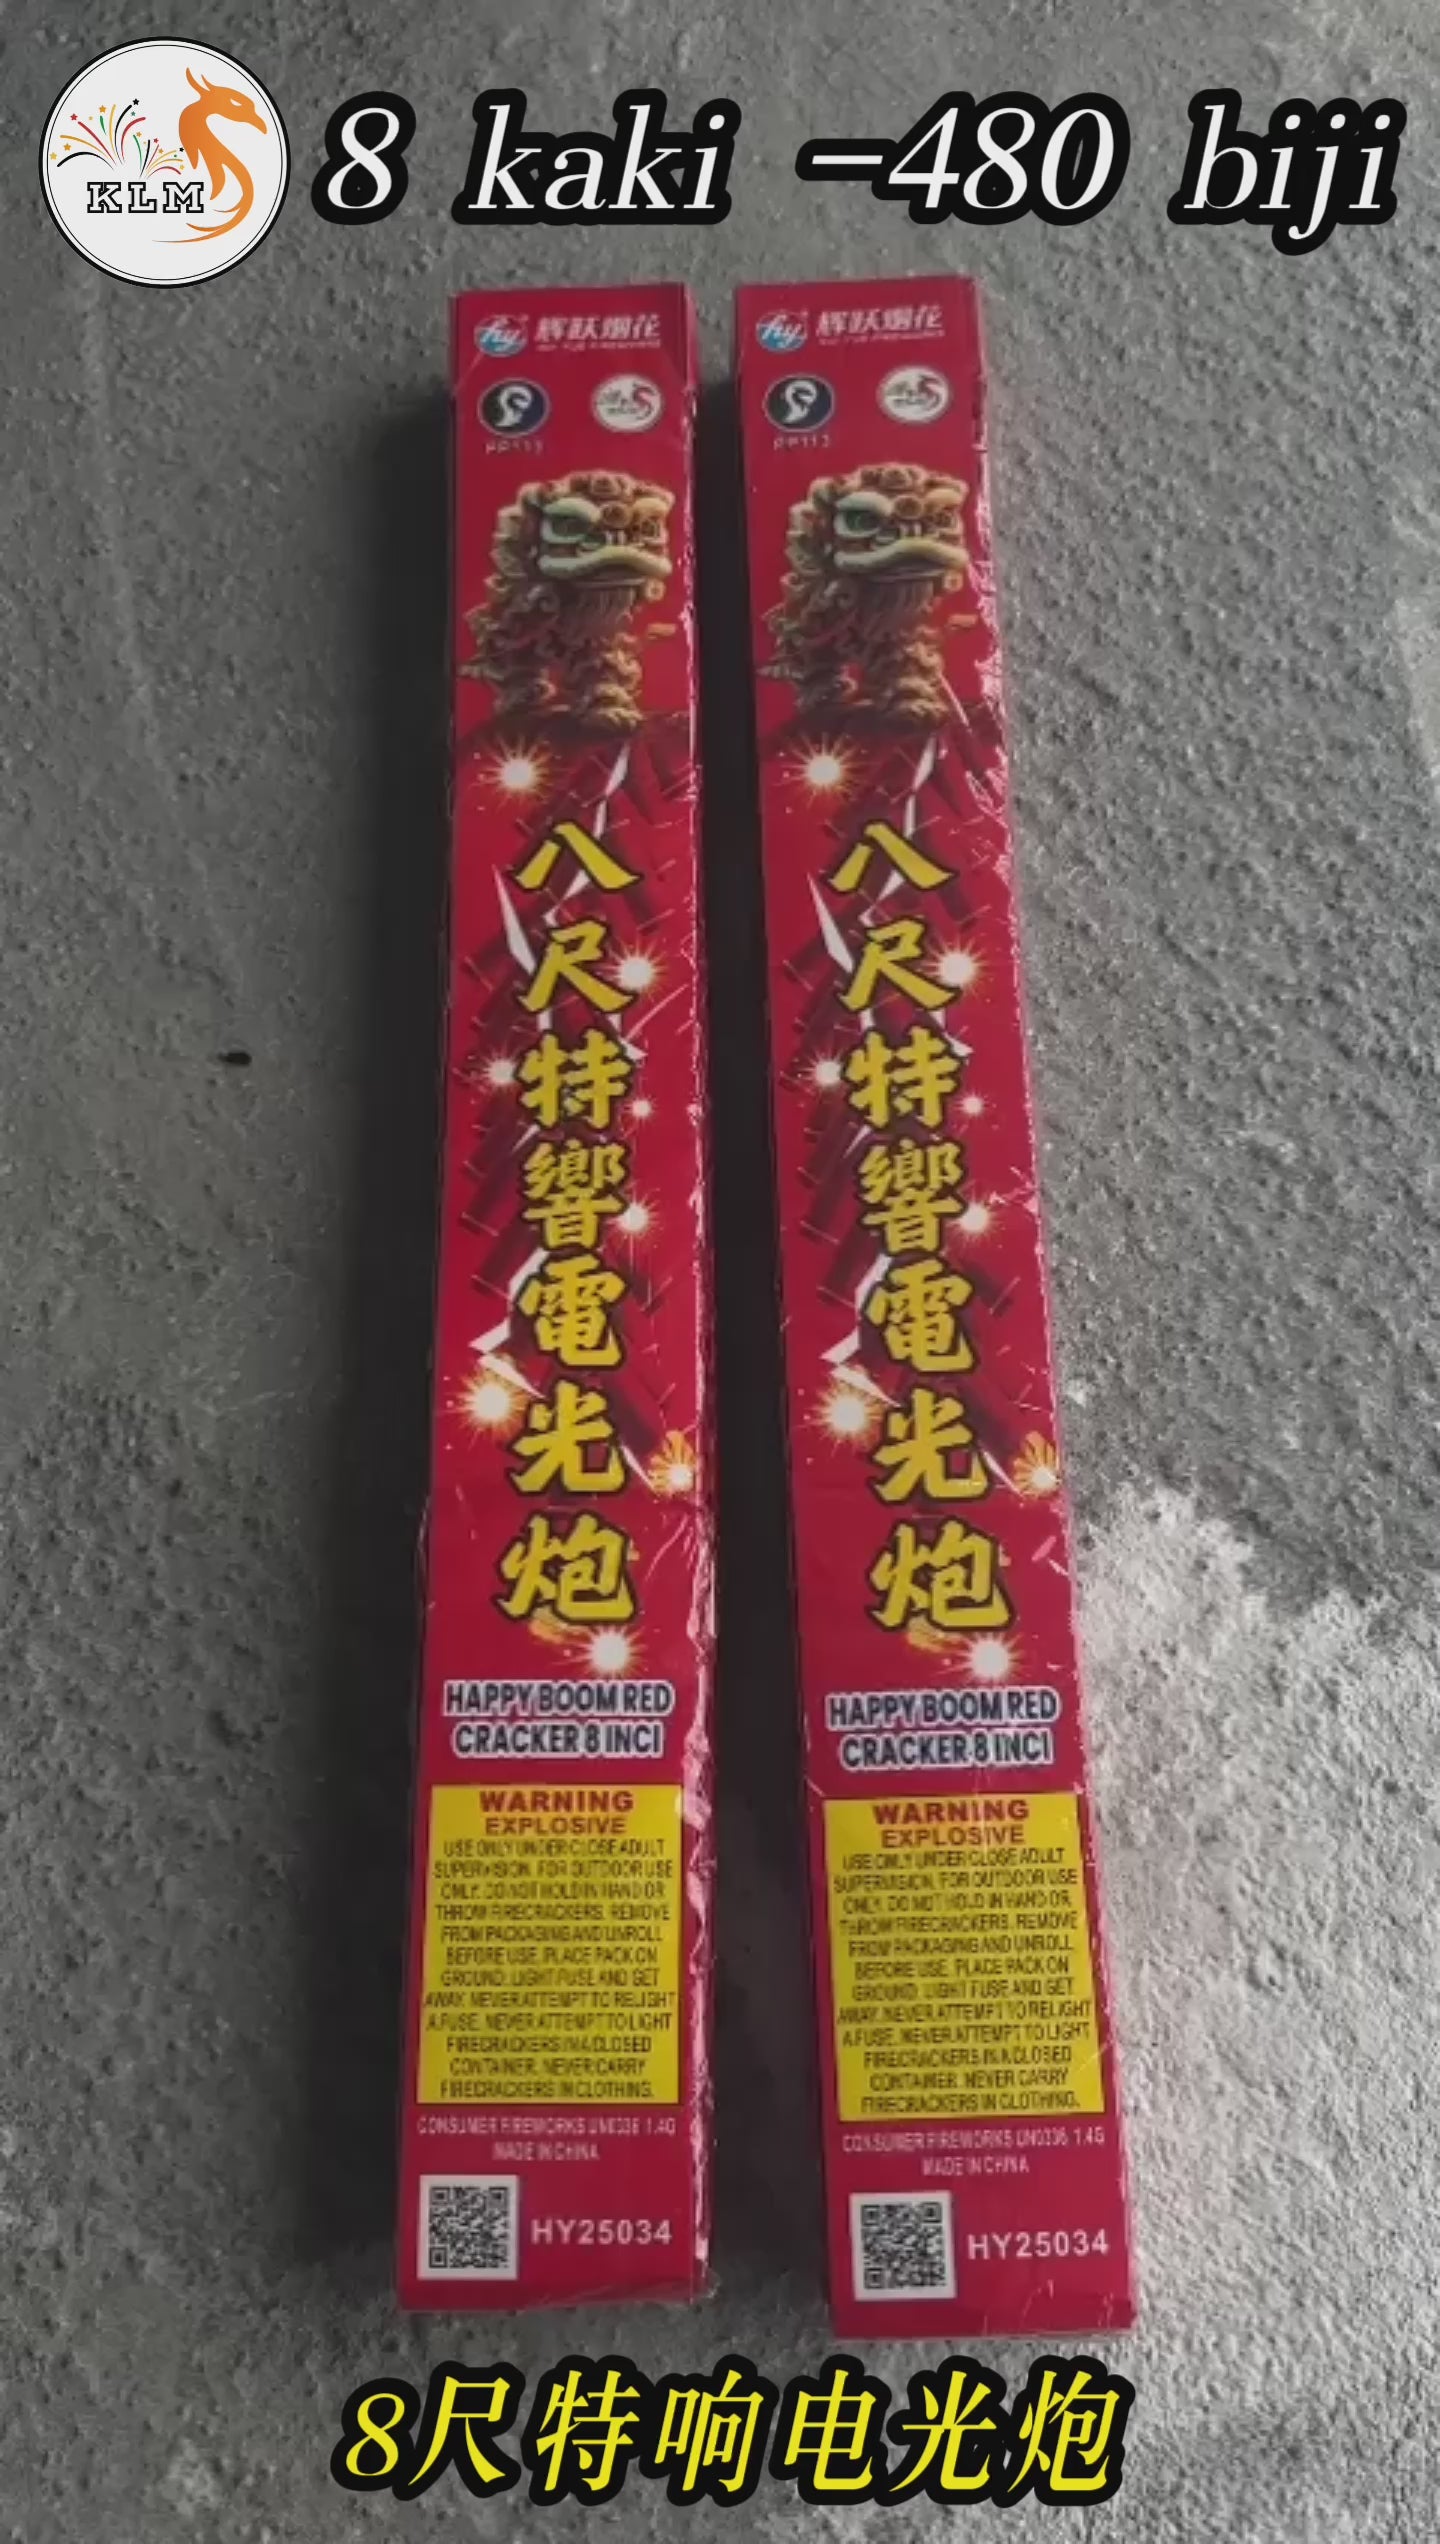 KLM
8 kaki -480 biji
hy 辉跃烟花
PP113
八尺特響電光炮
HAPPY BOOM RED
CRACKER 8 INCI
WARNING
EXPLOSIVE
USE ONLY UNDER CLOSE ADULT
SUPERVISION. FOR OUTDOOR USE
ONLY. DO NOT HOLD IN HAND OR
THROW FIRECRACKERS. REMOVE
FROM PACKAGING AND UNROLL
BEFORE USE. PLACE PACK ON
GROUND. LIGHT FUSE AND GET
AWAY. NEVER ATTEMPT TO RELIGHT
A FUSE. NEVER ATTEMPT TO LIGHT
FIRECRACKERS IN A CLOSED
CONTAINER. NEVER CARRY
FIRECRACKERS IN CLOTHING.
CONSUMER FIREWORKS UN0336 1.4G
MADE IN CHINA
HY25034
hy 辉跃烟花
PP113
八尺特響電光炮
HAPPY BOOM RED
CRACKER 8 INCI
WARNING
EXPLOSIVE
USE ONLY UNDER CLOSE ADULT
SUPERVISION. FOR OUTDOOR USE
ONLY. DO NOT HOLD IN HAND OR
THROW FIRECRACKERS. REMOVE
FROM PACKAGING AND UNROLL
BEFORE USE. PLACE PACK ON
GROUND. LIGHT FUSE AND GET
AWAY. NEVER ATTEMPT TO RELIGHT
A FUSE. NEVER ATTEMPT TO LIGHT
FIRECRACKERS IN A CLOSED
CONTAINER. NEVER CARRY
FIRECRACKERS IN CLOTHING.
CONSUMER FIREWORKS UN0336 1.4G
MADE IN CHINA
HY25034
8尺特响电光炮